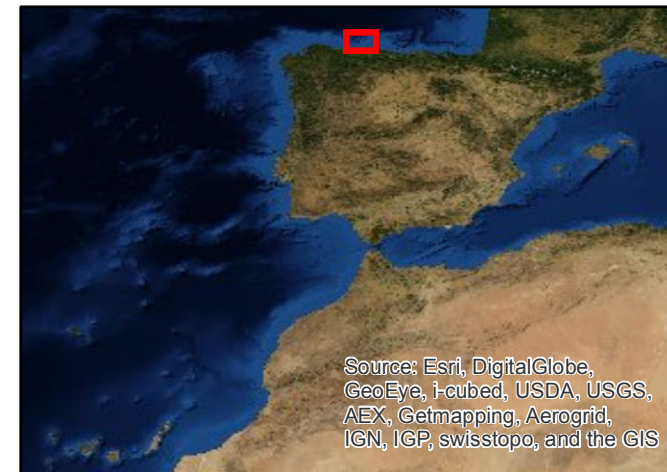 Source: Esri, DigitalGlobe,
GeoEye, i-cubed, USDA, USGS,
AEX, Getmapping, Aerogrid,
IGN, IGP, swisstopo, and the GIS